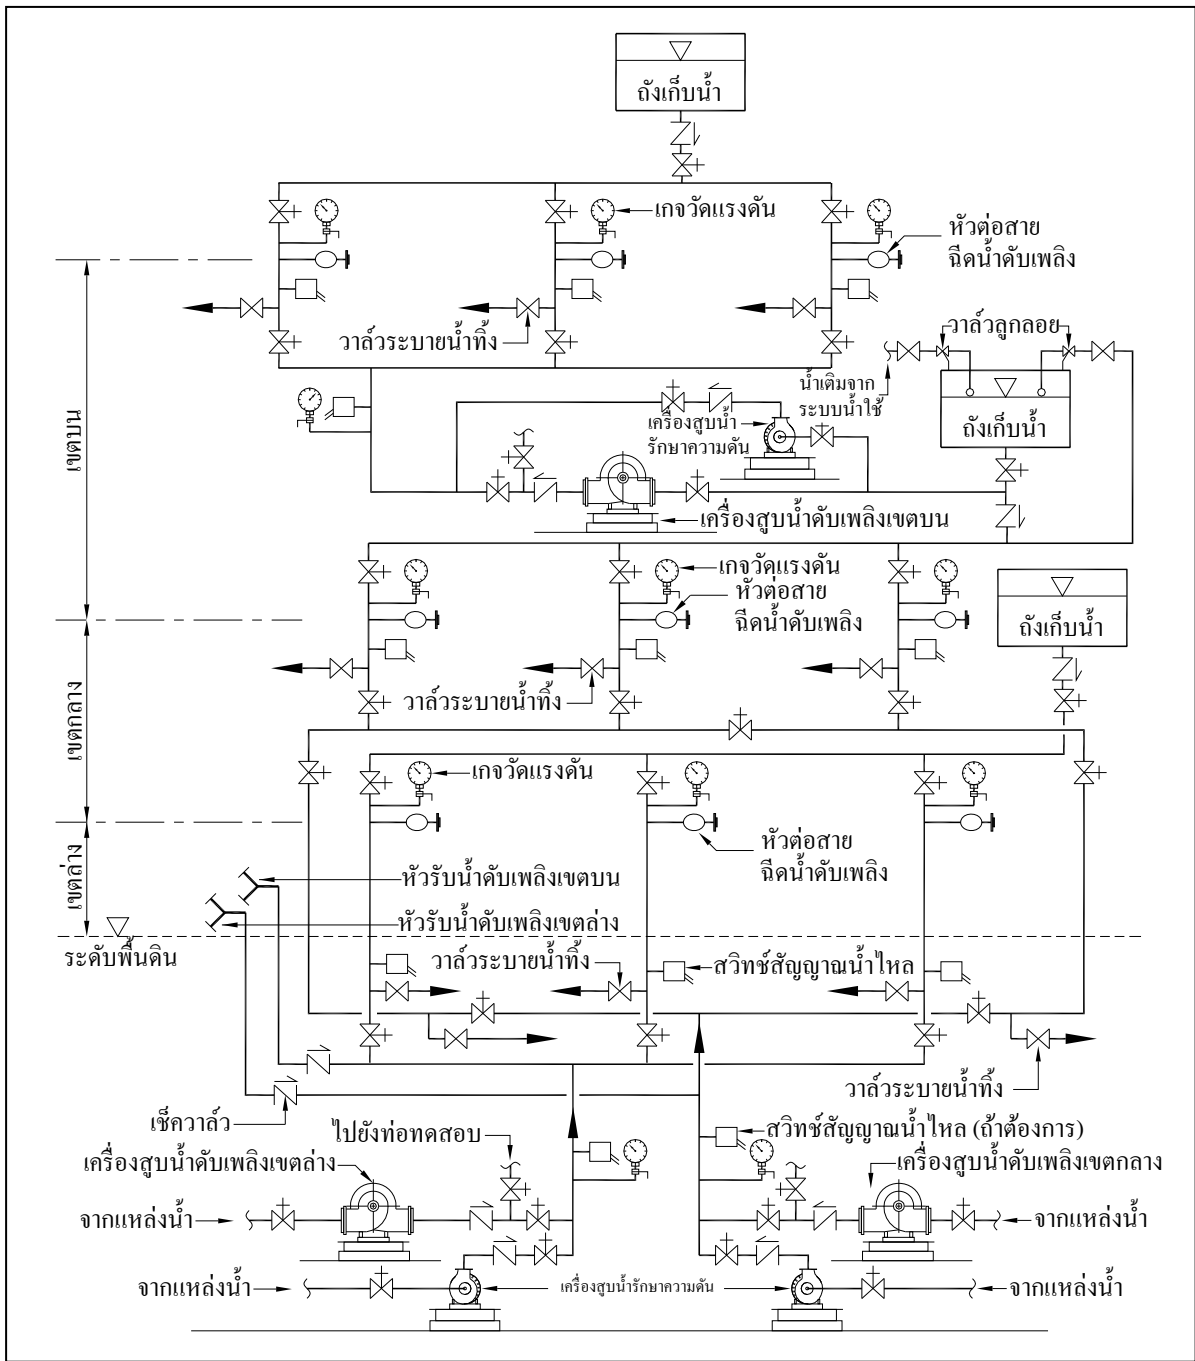 ถังเก็บน้ำ
เกจวัดแรงดัน
หัวต่อสาย
ฉีดน้ำดับเพลิง
วาล์วระบายน้ำทิ้ง
วาล์วลูกลอย
น้ำเติมจาก
ระบบน้ำใช้
ถังเก็บน้ำ
เครื่องสูบน้ำ
รักษาความดัน
เขตบน
เครื่องสูบน้ำดับเพลิงเขตบน
เกจวัดแรงดัน
หัวต่อสาย
ฉีดน้ำดับเพลิง
ถังเก็บน้ำ
วาล์วระบายน้ำทิ้ง
เขตกลาง
เกจวัดแรงดัน
หัวต่อสาย
ฉีดน้ำดับเพลิง
เขตล่าง
หัวรับน้ำดับเพลิงเขตบน
หัวรับน้ำดับเพลิงเขตล่าง
ระดับพื้นดิน
วาล์วระบายน้ำทิ้ง
สวิทช์สัญญาณน้ำไหล
วาล์วระบายน้ำทิ้ง
เช็ควาล์ว
ไปยังท่อทดสอบ
สวิทช์สัญญาณน้ำไหล (ถ้าต้องการ)
เครื่องสูบน้ำดับเพลิงเขตล่าง
เครื่องสูบน้ำดับเพลิงเขตกลาง
จากแหล่งน้ำ
จากแหล่งน้ำ
จากแหล่งน้ำ
เครื่องสูบน้ำรักษาความดัน
จากแหล่งน้ำ